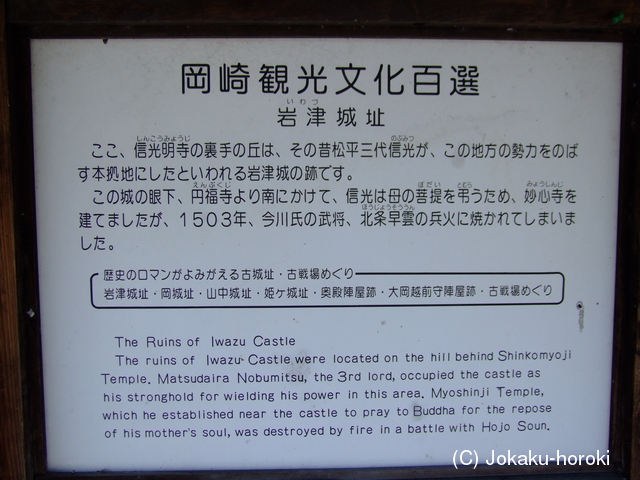 岡崎観光文化百選
いわつ
岩津城址
しんこうみょうじ のぶみつ
ここ、信光明寺の裏手の丘は、その昔松平三代信光が、この地方の勢力をのば
す本拠地にしたといわれる岩津城の跡です。
えんぷくじ ぼだい とむら みょうしんじ
この城の眼下、円福寺より南にかけて、信光は母の菩提を弔うため、妙心寺を
ほうじょうそううん
建てましたが、1503年、今川氏の武将、北条早雲の兵火に焼かれてしまいま
した。
歴史のロマンがよみがえる古城址・古戦場めぐり
岩津城址・岡城址・山中城址・姫ヶ城址・奥殿陣屋跡・大岡越前守陣屋跡・古戦場めぐり
The Ruins of Iwazu Castle
The ruins of Iwazu Castle were located on the hill behind Shinkomyoji
Temple. Matsudaira Nobumitsu, the 3rd lord, occupied the castle as
his stronghold for wielding his power in this area. Myoshinji Temple,
which he established near the castle to pray to Buddha for the repose
of his mother's soul, was destroyed by fire in a battle with Hojo Soun.
(C) Jokaku-horoki